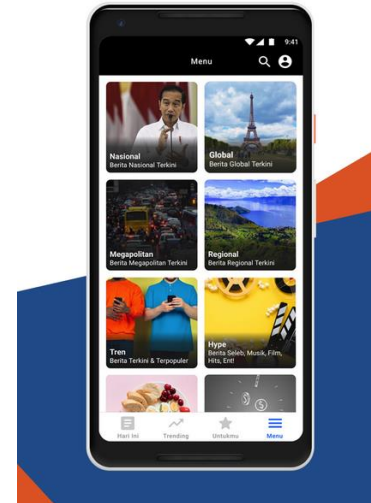 9:41
Menu
Nasional
Berita Nasional Terkini
Global
Berita Global Terkini
Megapolitan
Berita Megapolitan Terkini
Regional
Berita Regional Terkini
Tren
Berita Terkini & Terpopuler
Hype
Berita Seleb, Musik, Film,
Hits, Ent!
Hari Ini
Trending
Untukmu
Menu